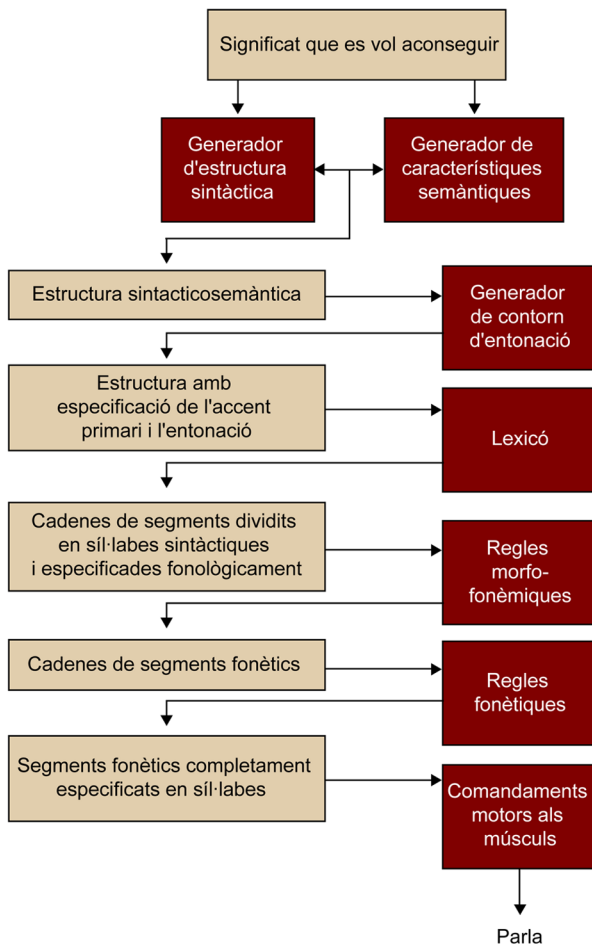 Significat que es vol aconseguir
Generador
d'estructura
sintàctica
Generador de
característiques
semàntiques
Estructura sintacticosemàntica
Generador
de contorn
d'entonació
Estructura amb
especificació de l'accent
primari i l'entonació
Lexicó
Cadenes de segments dividits
en síl·labes sintàctiques
i especificades fonològicament
Regles
morfo-
fonèmiques
Cadenes de segments fonètics
Regles
fonètiques
Segments fonètics completament
especificats en síl·labes
Comandaments
motors als
músculs
Parla